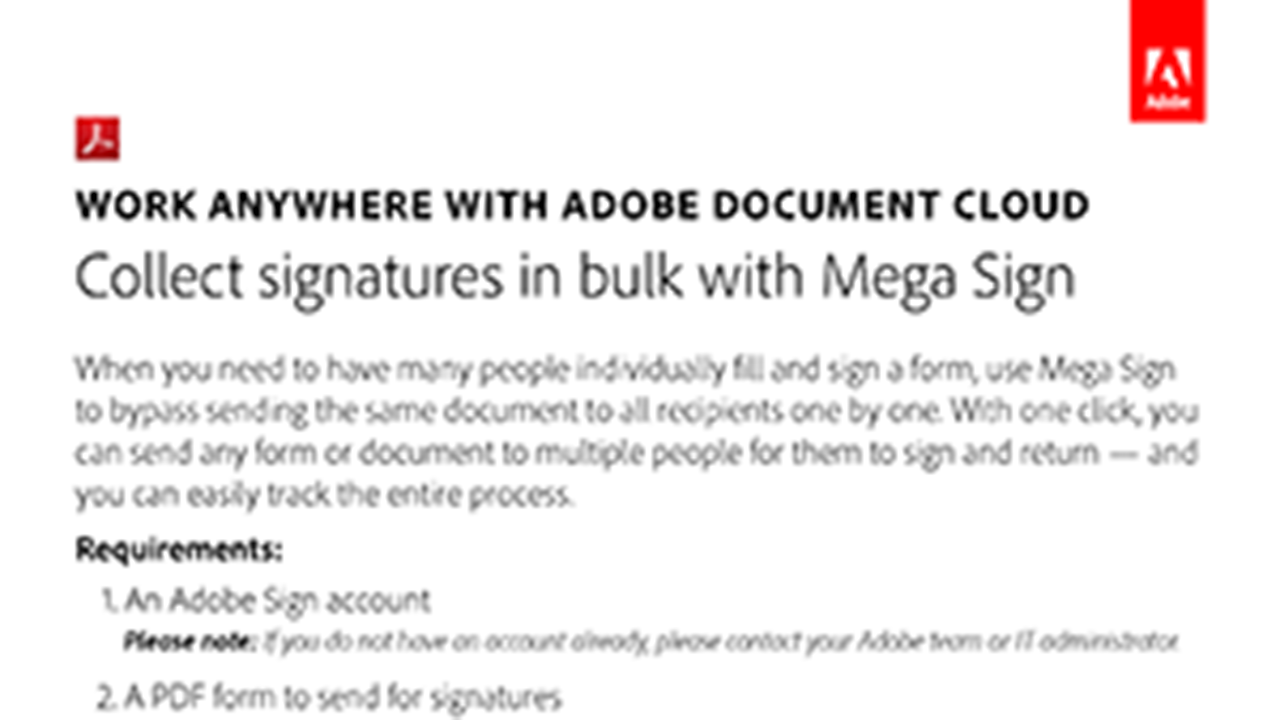 Adobe
WORK ANYWHERE WITH ADOBE DOCUMENT CLOUD
Collect signatures in bulk with Mega Sign
When you need to have many people individually fill and sign a form, use Mega Sign
to bypass sending the same document to all recipients one by one. With one click, you
can send any form or document to multiple people for them to sign and return — and
you can easily track the entire process.
Requirements:
1. An Adobe Sign account
Please note: If you do not have an account already, please contact your Adobe team or IT administrator.
2. A PDF form to send for signatures